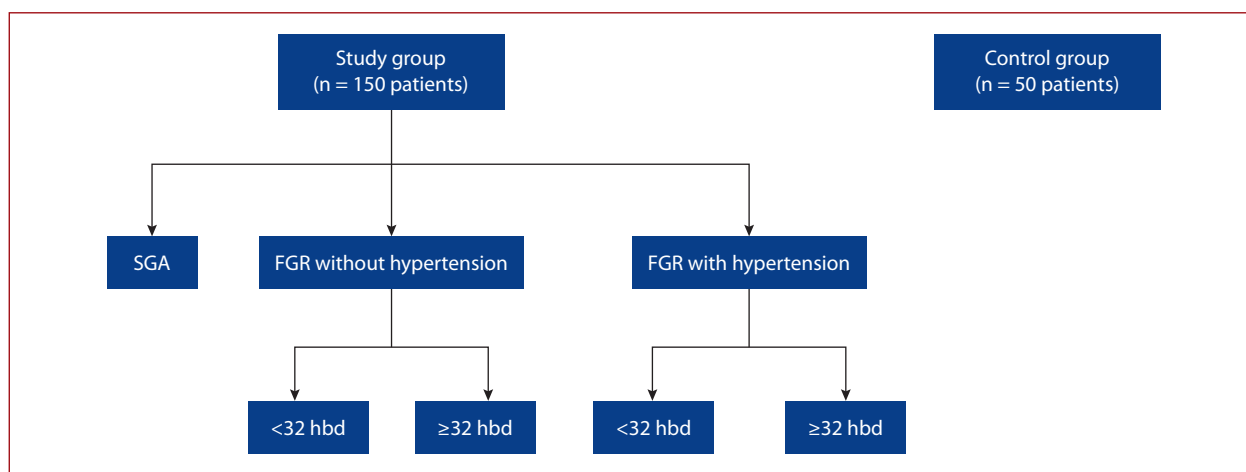 Study group
(n = 150 patients)
Control group
(n = 50 patients)
SGA
FGR without hypertension
FGR with hypertension
<32 hbd
≥32 hbd
<32 hbd
≥32 hbd